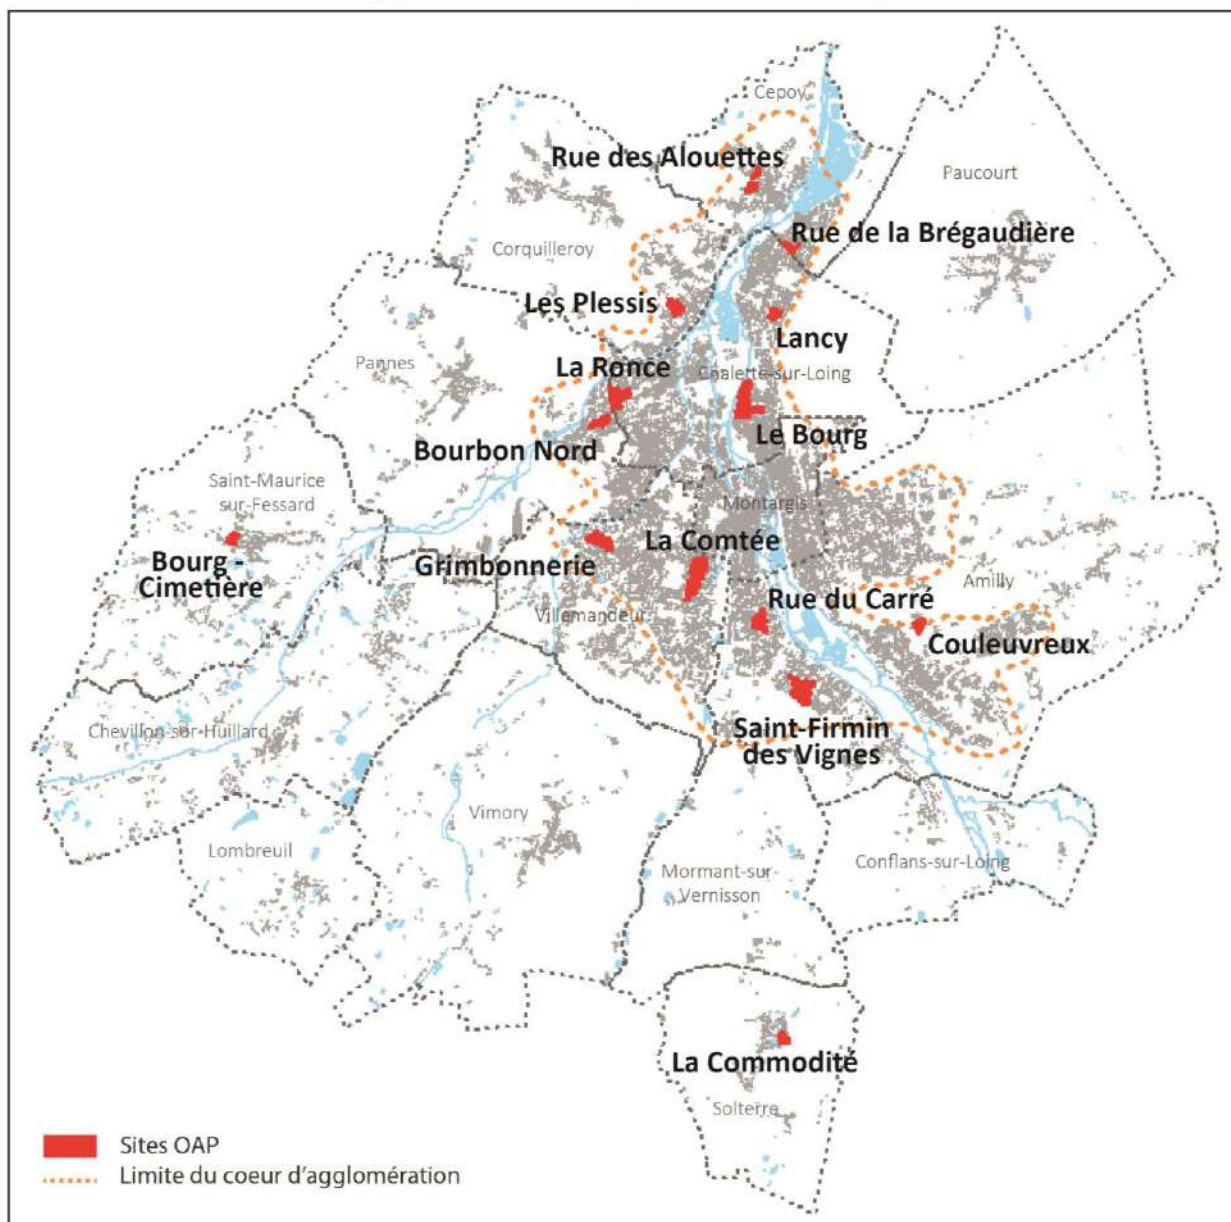 Cepoy
Rue des Alouettes
Paucourt
Rue de la Brégaudière
Corquilleroy
Les Plessis
Lancy
Pannes
La Ronce
Chalette-sur-Loing
Le Bourg
Bourbon Nord
Saint-Maurice
sur-Fessard
Montargis
La Comtée
Bourg -
Cimetière
Grimbonnerie
Amilly
Rue du Carré
Villemandeur
Couleuvreux
Chevillon-sur-Huillard
Saint-Firmin
des Vignes
Vimory
Lombreuil
Mormant-sur-
Vernisson
Conflans-sur-Loing
La Commodité
Solterre
Sites OAP
Limite du coeur d'agglomération